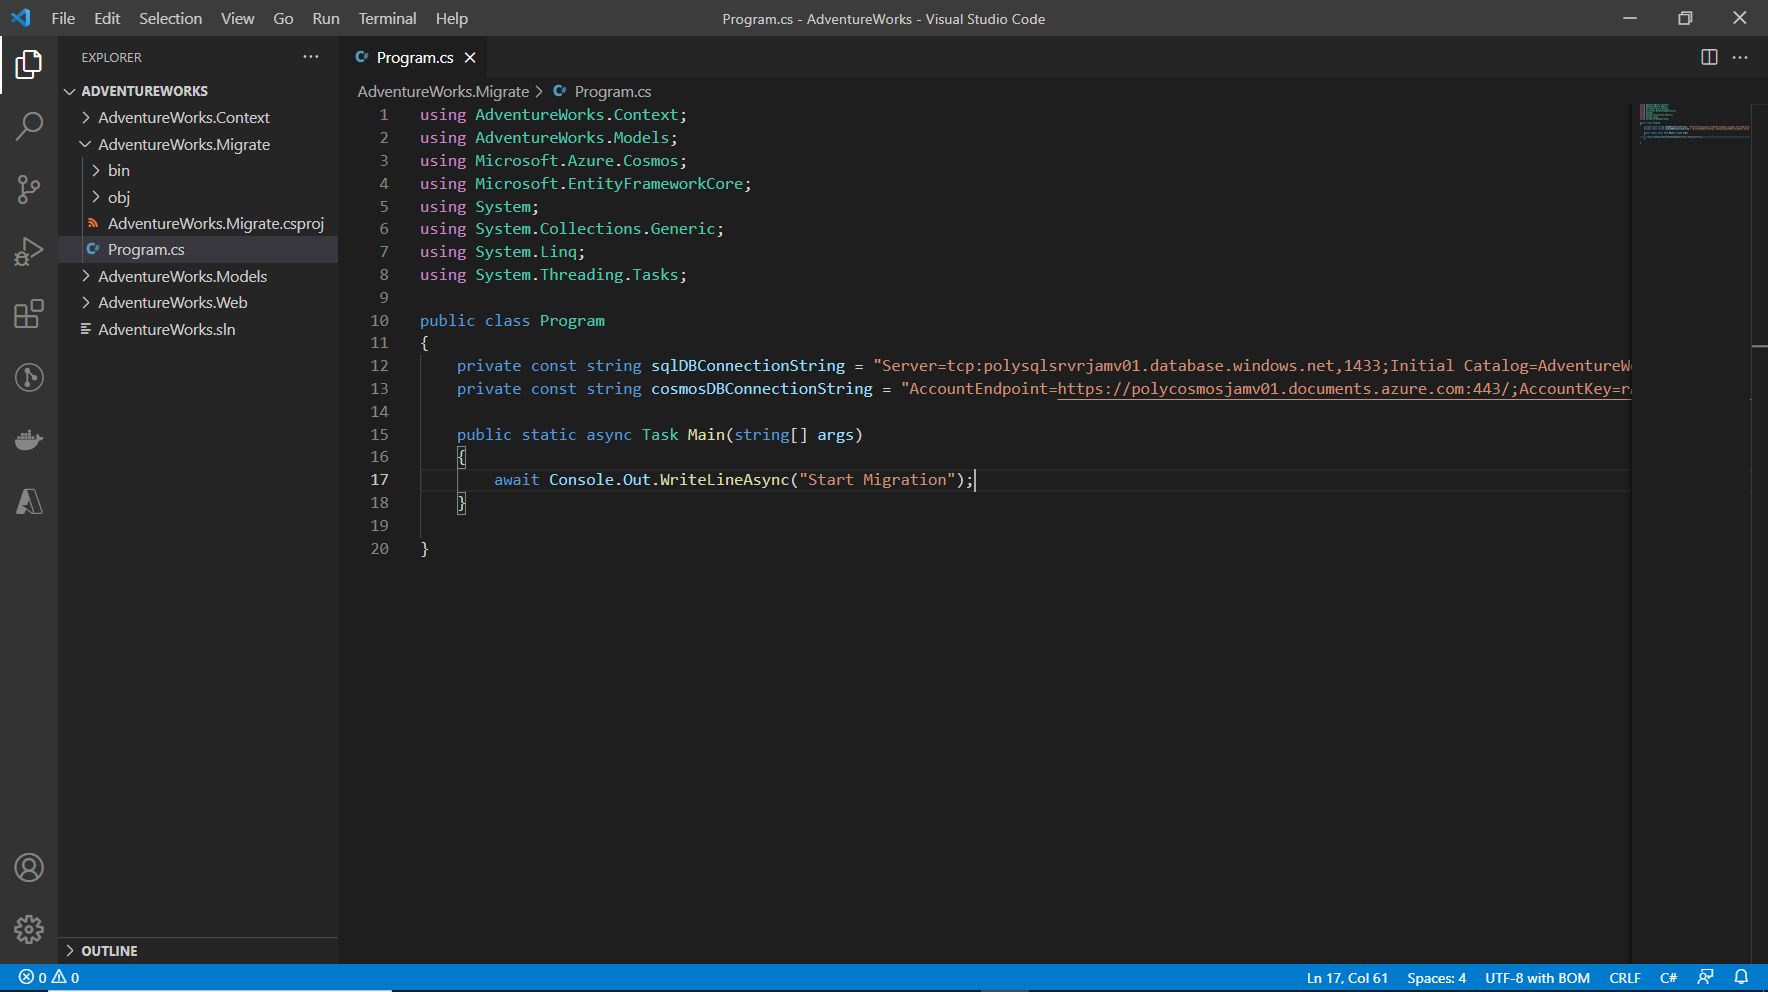 File Edit Selection View Go Run Terminal Help
Program.cs - AdventureWorks - Visual Studio Code
EXPLORER
ADVENTUREWORKS
AdventureWorks.Context
AdventureWorks.Migrate
bin
obj
AdventureWorks.Migrate.csproj
Program.cs
AdventureWorks.Models
AdventureWorks.Web
AdventureWorks.sln
OUTLINE
Program.cs
AdventureWorks.Migrate > Program.cs
1 using AdventureWorks.Context;
2 using AdventureWorks.Models;
3 using Microsoft.Azure.Cosmos;
4 using Microsoft.EntityFrameworkCore;
5 using System;
6 using System.Collections.Generic;
7 using System.Linq;
8 using System.Threading.Tasks;
9
10 public class Program
11 {
12 private const string sqlDBConnectionString = "Server=tcp:polysqlsrvrjamv01.database.windows.net,1433;Initial Catalog=AdventureW
13 private const string cosmosDBConnectionString = "AccountEndpoint=https://polycosmosjamv01.documents.azure.com:443/;AccountKey=r
14
15 public static async Task Main(string[] args)
16 {
17 await Console.Out.WriteLineAsync("Start Migration");
18 }
19
20 }
0 0
Ln 17, Col 61 Spaces: 4 UTF-8 with BOM CRLF C#